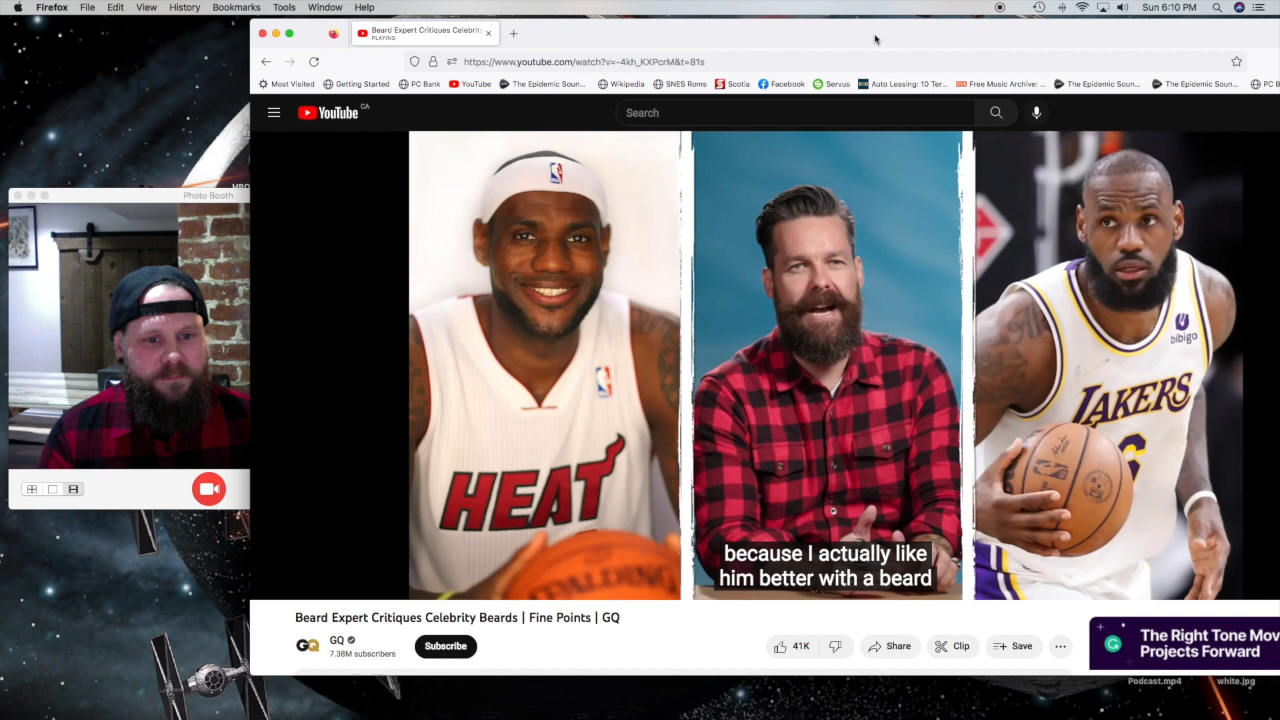 Firefox File Edit View History Bookmarks Tools Window Help
Sun 6:10 PM
Beard Expert Critiques Celebrit
PLAYING
https://www.youtube.com/watch?v=-4kh_KXPcrM&t=81s
Most Visited Getting Started PC Bank YouTube The Epidemic Soun... Wikipedia SNES Roms Scotia Facebook Servus Auto Leasing: 10 Ter... Free Music Archive: ... The Epidemic Soun... The Epidemic Soun... PC B
YouTube CA
Search
HBO
Photo Booth
bibigo
LAKERS
6
HEAT
SPALDING
because I actually like
him better with a beard
Beard Expert Critiques Celebrity Beards | Fine Points | GQ
GQ
GQ
7.38M subscribers
Subscribe
41K
Share
Clip
Save
The Right Tone Mov
Projects Forward
Podcast.mp4
white.jpg